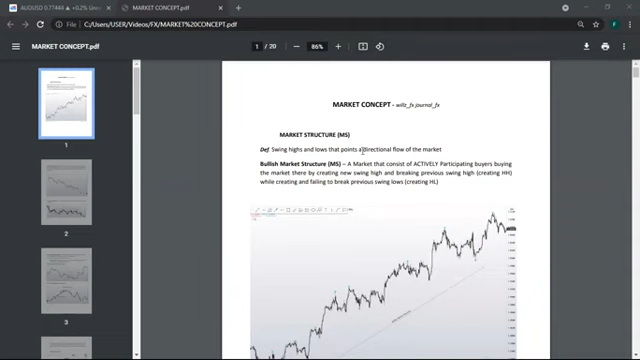 AUDUSD 0.77444 ▲ +0.2% Unnamed
MARKET CONCEPT.pdf
File | C:/Users/USER/Videos/FX/MARKET%20CONCEPT.pdf
MARKET CONCEPT.pdf
1 / 20
86%
MARKET CONCEPT - willz_fx journal_fx
MARKET STRUCTURE (MS)
Def Swing highs and lows that points a directional flow of the market
Bullish Market Structure (MS) – A Market that consist of ACTIVELY Participating buyers buying
the market there by creating new swing high and breaking previous swing high (creating HH)
while creating and failing to break previous swing lows (creating HL)
1
2
3